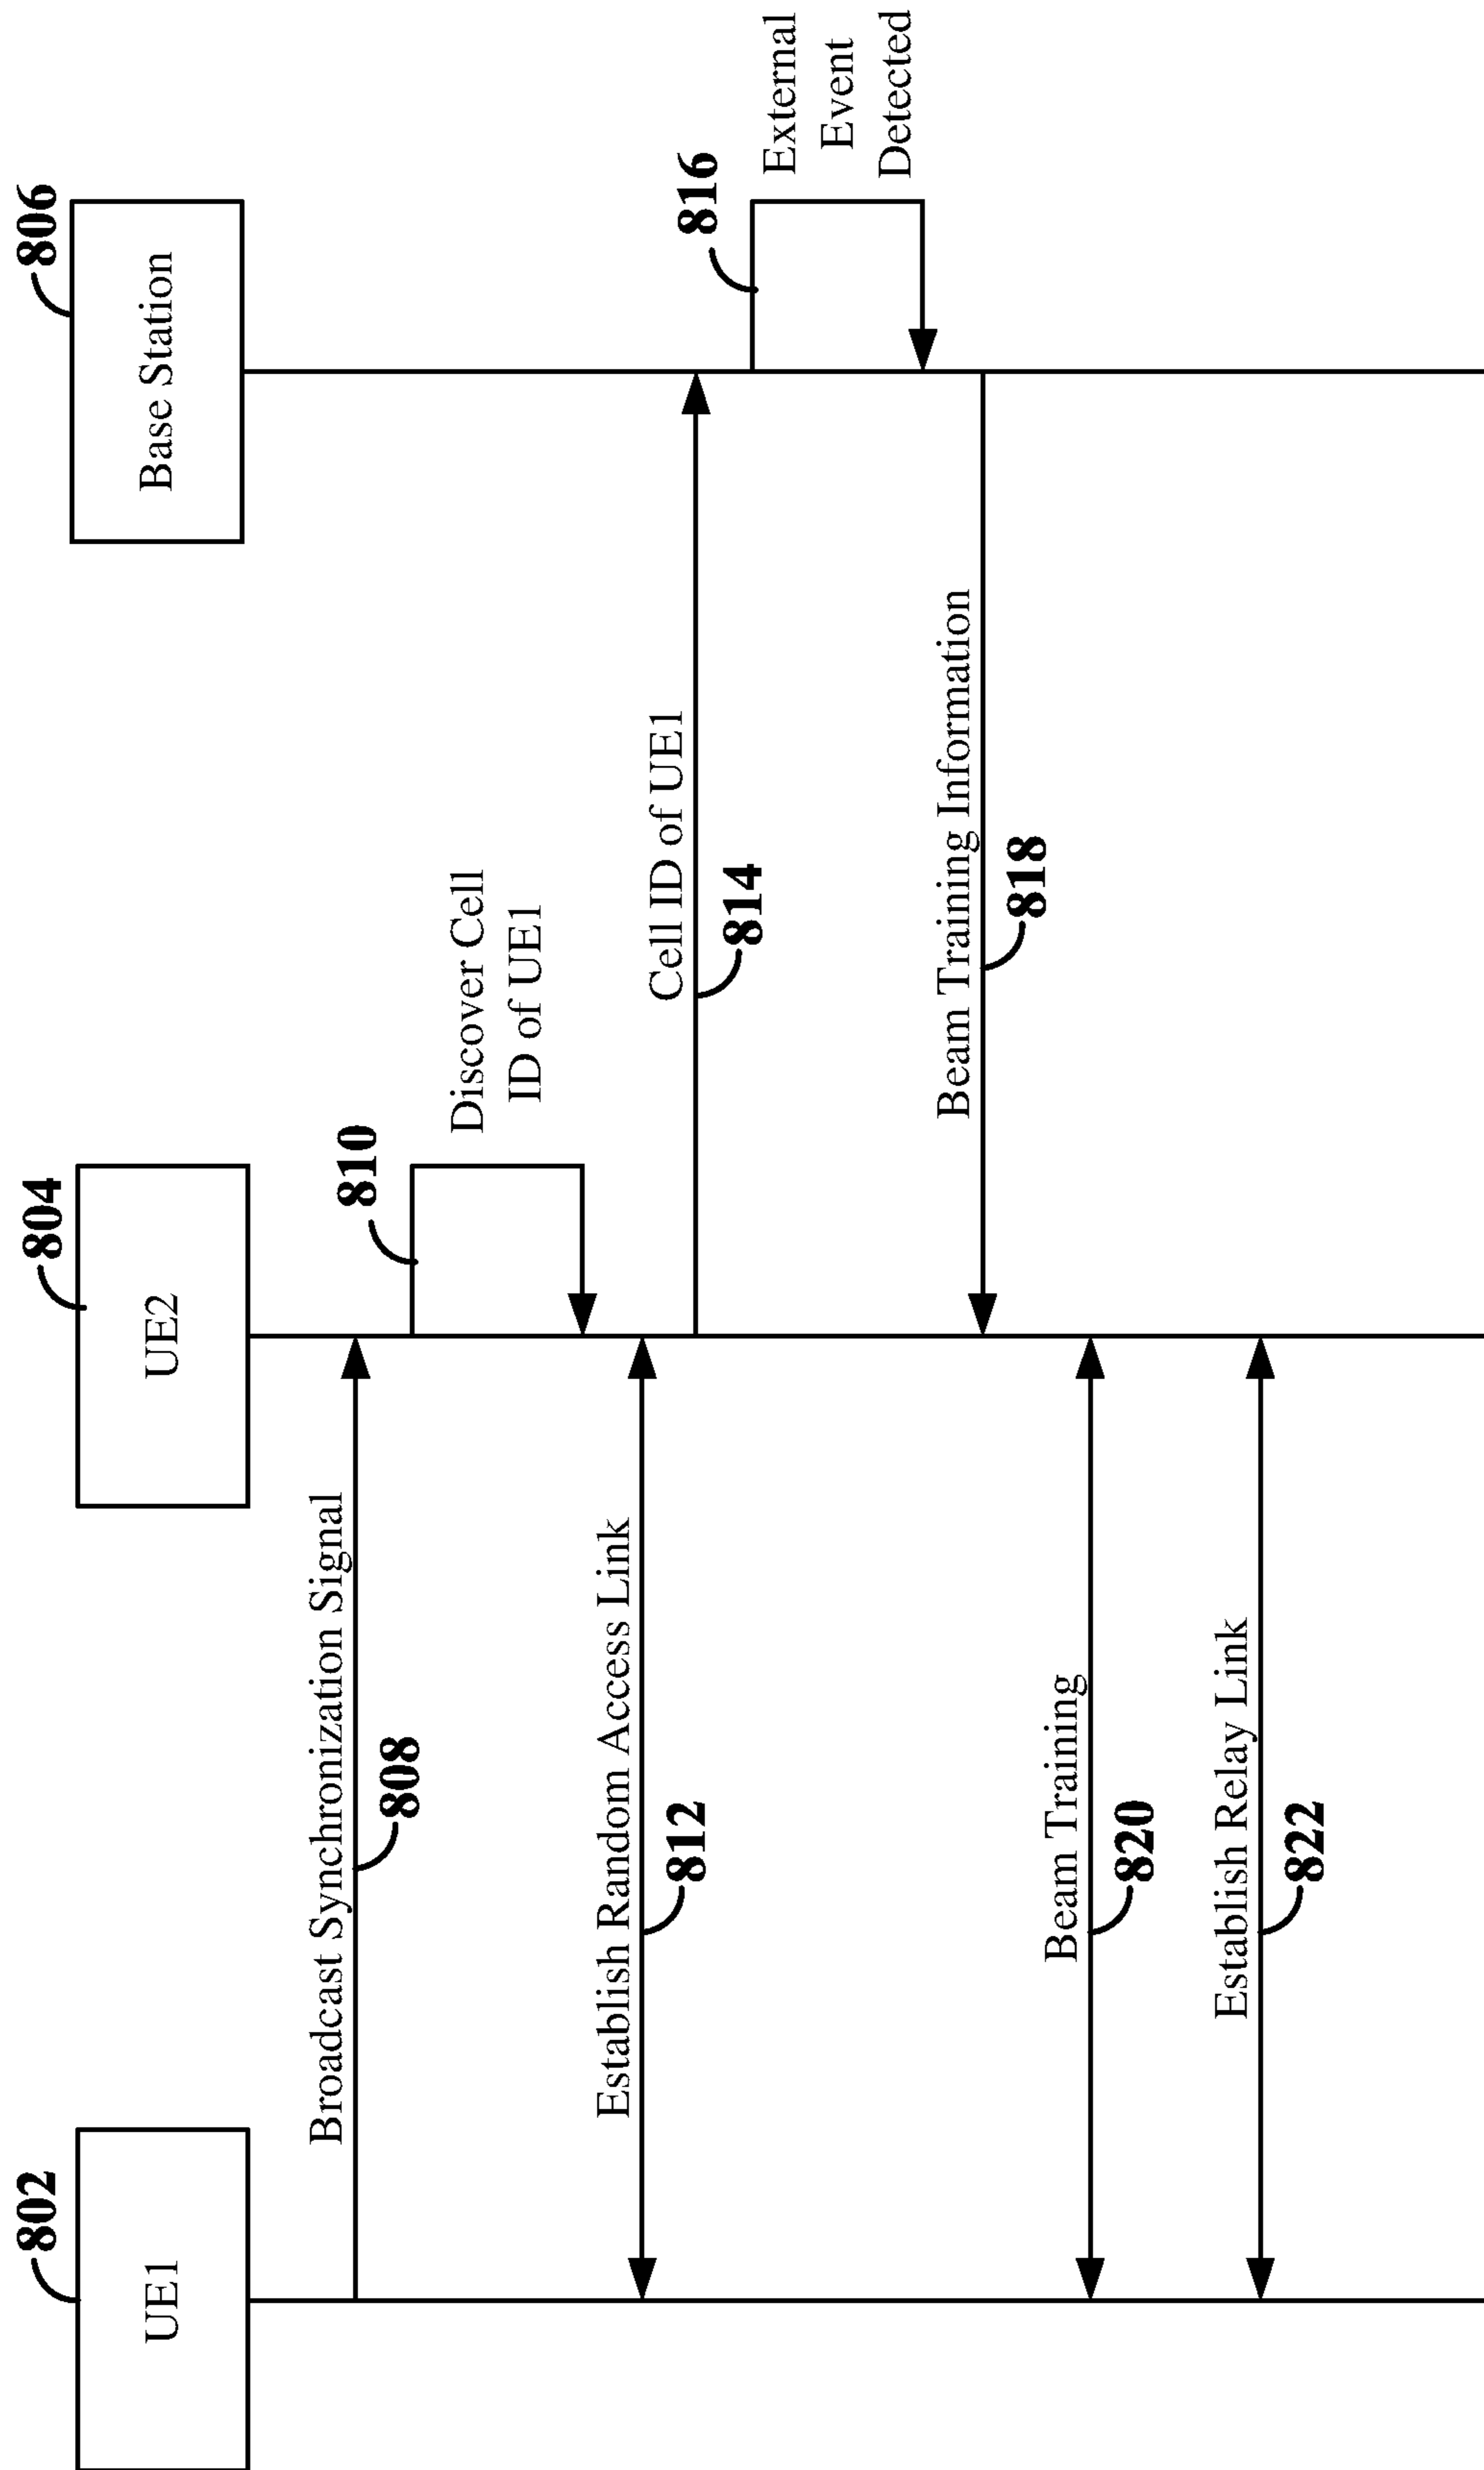 802
UE1
804
UE2
806
Base Station
Broadcast Synchronization Signal
808
810
Discover Cell
ID of UE1
Establish Random Access Link
812
Cell ID of UE1
814
816
External
Event
Detected
Beam Training Information
818
Beam Training
820
Establish Relay Link
822